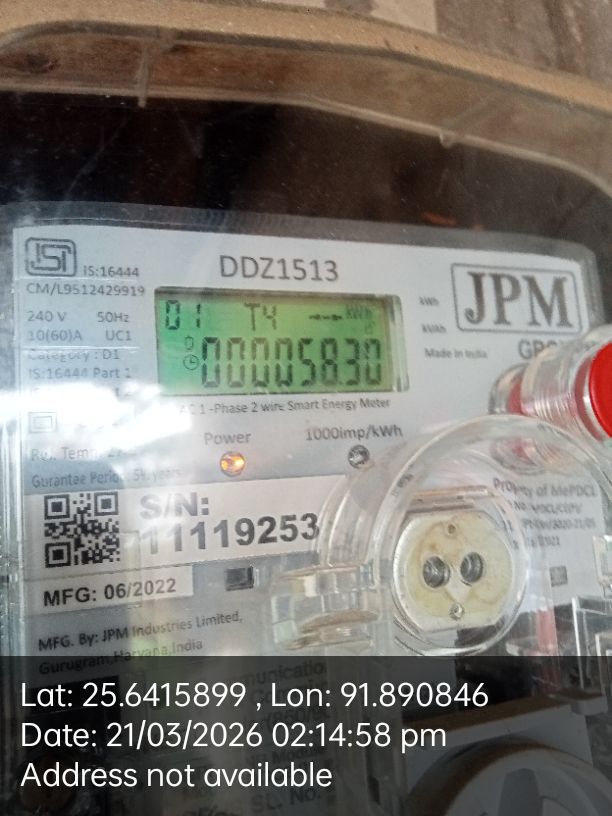 IS:16444
CM/L9512429919
DDZ1513
JPM
240 V 50Hz
10(60)A UC1
Category : D1
IS:16444 Part 1
01 T4 kWh
00005830
kWh
kVAh
Made in India
AC 1-Phase 2 wire Smart Energy Meter
Power 1000imp/kWh
Gurantae Period
years
S/N:
11119253
Property of MePDCL
MFG: 06/2022
MFG. By: JPM Industries Limited,
Gurugram,Haryana,India
Lat: 25.6415899 , Lon: 91.890846
Date: 21/03/2026 02:14:58 pm
Address not available